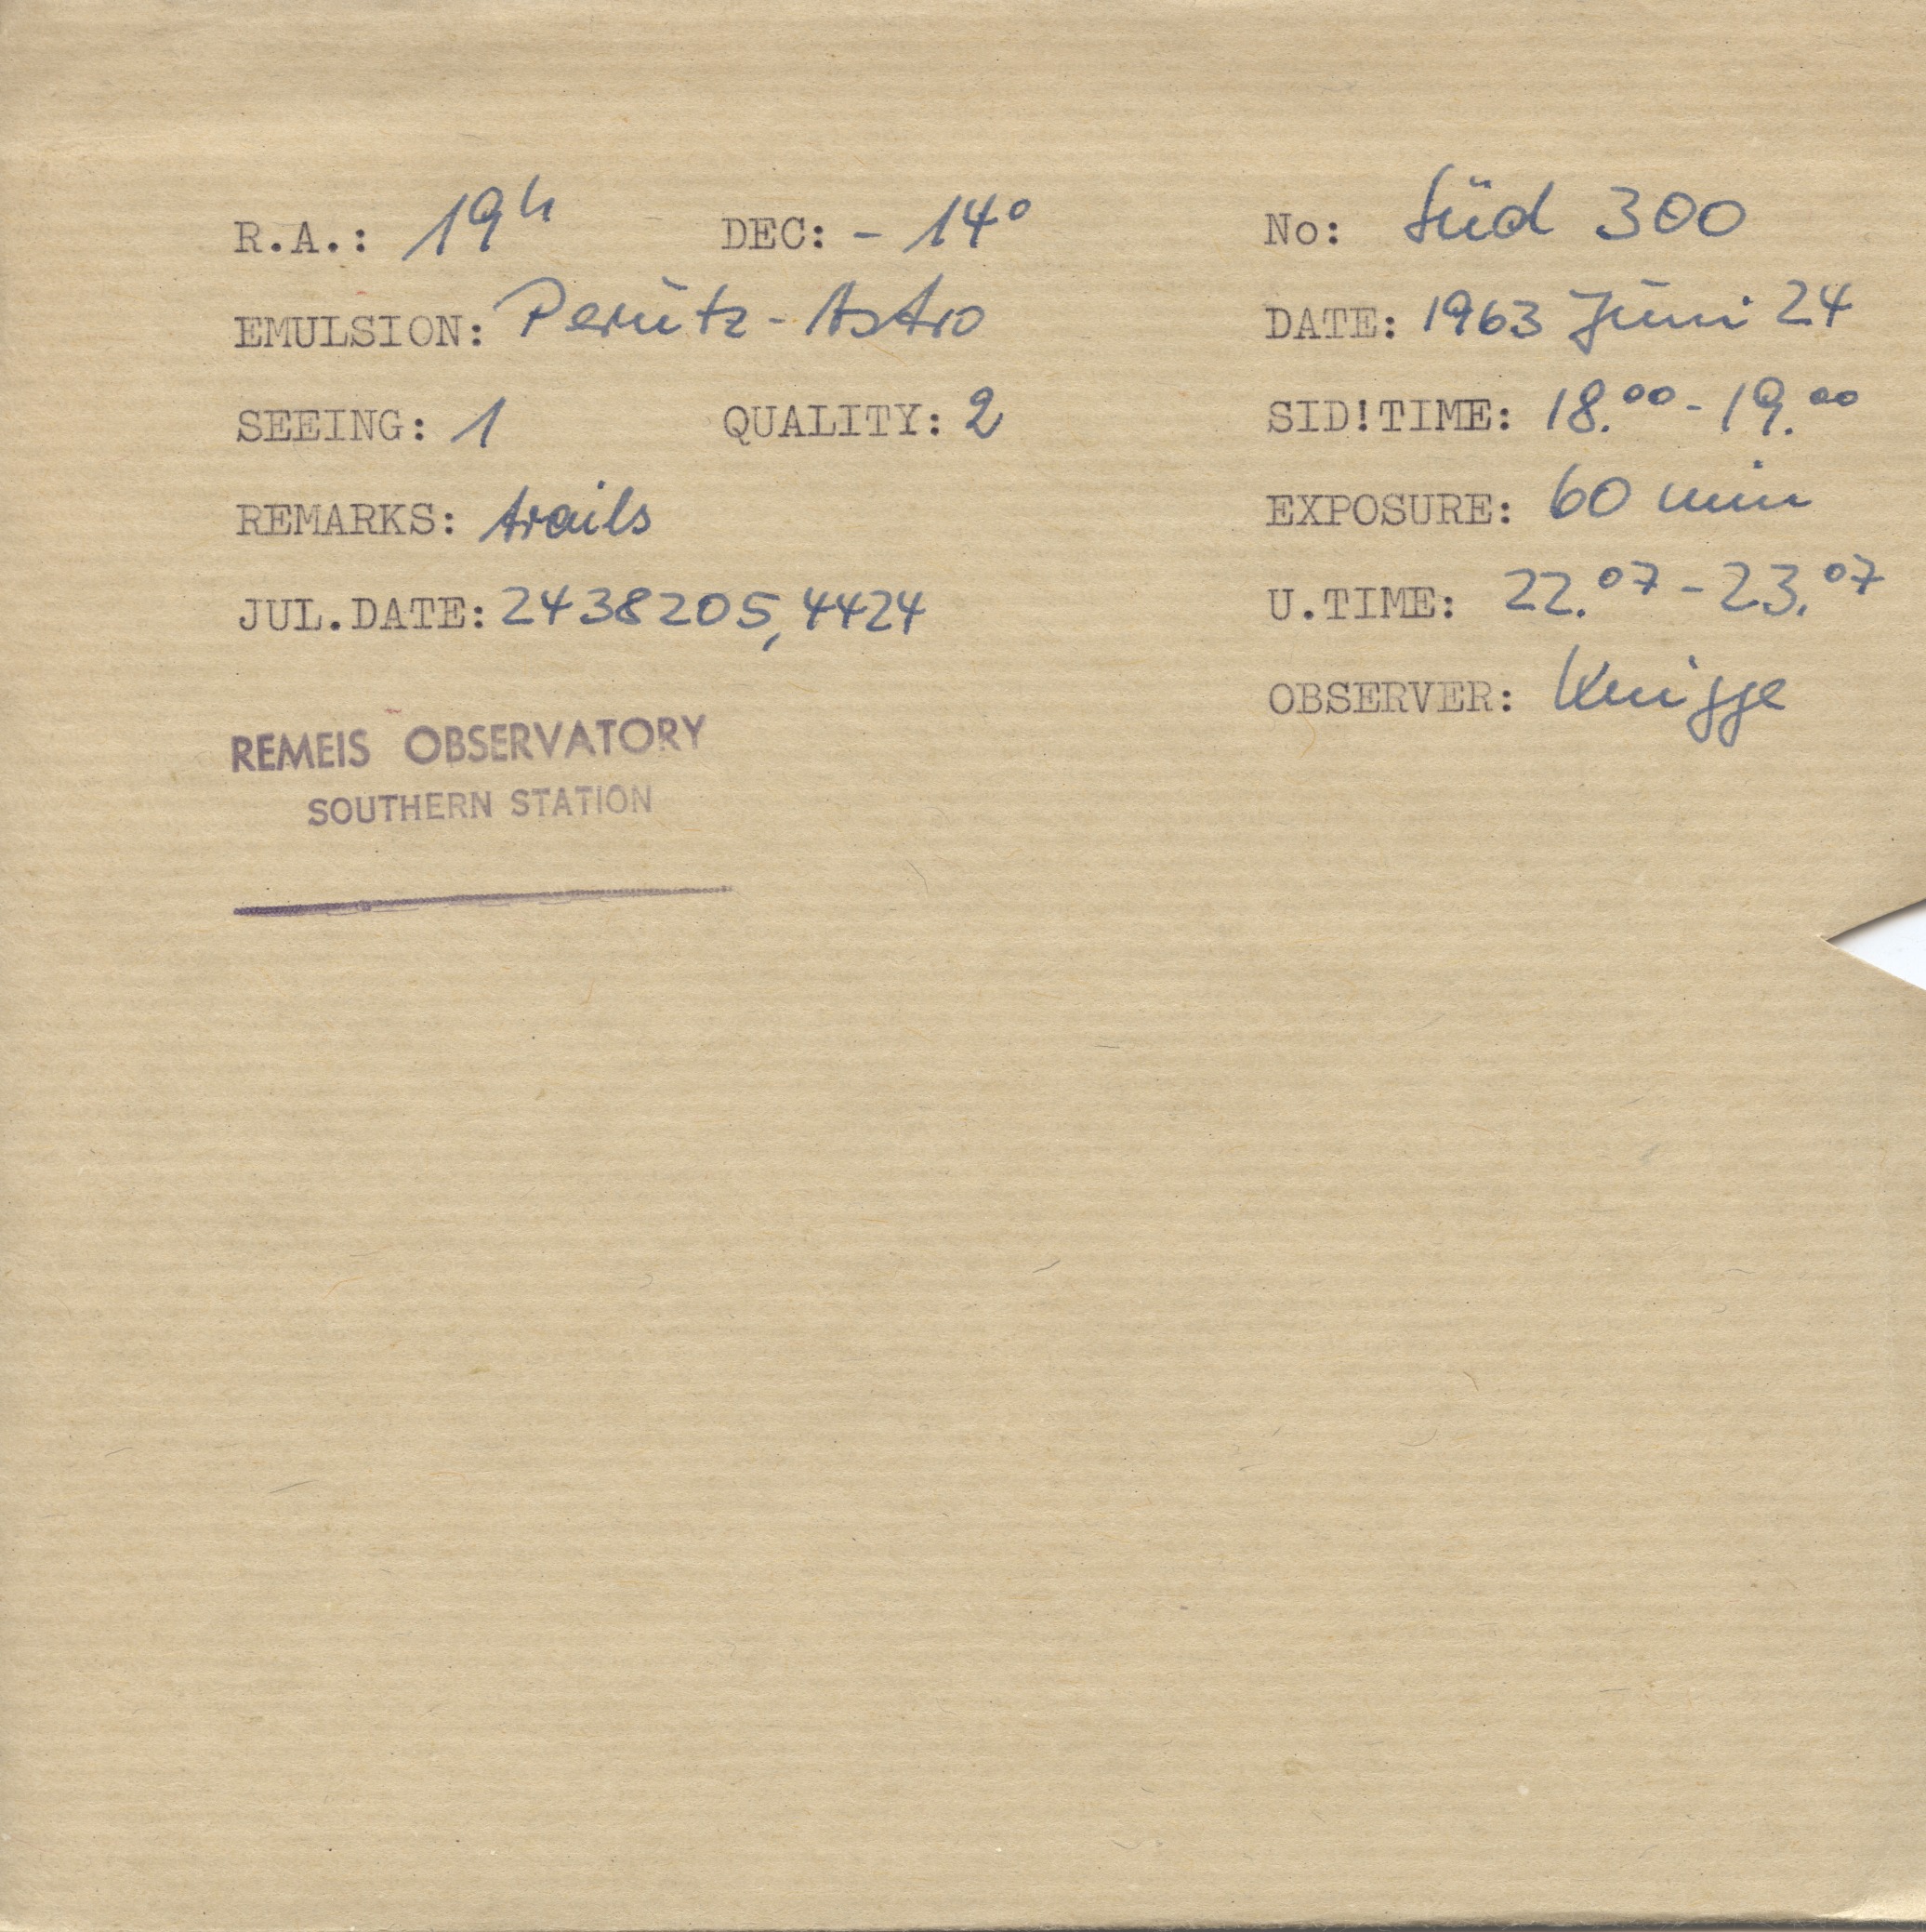 R.A.: 19h DEC: - 14° No: Süd 300
EMULSION: Perutz-Astro DATE: 1963 Juni 24
SEEING: 1 QUALITY: 2 SID!TIME: 18.00 - 19.00
REMARKS: trails EXPOSURE: 60 min
JUL.DATE: 2438205,4424 U.TIME: 22.07 - 23.07
OBSERVER: Knigge
REMEIS OBSERVATORY
SOUTHERN STATION